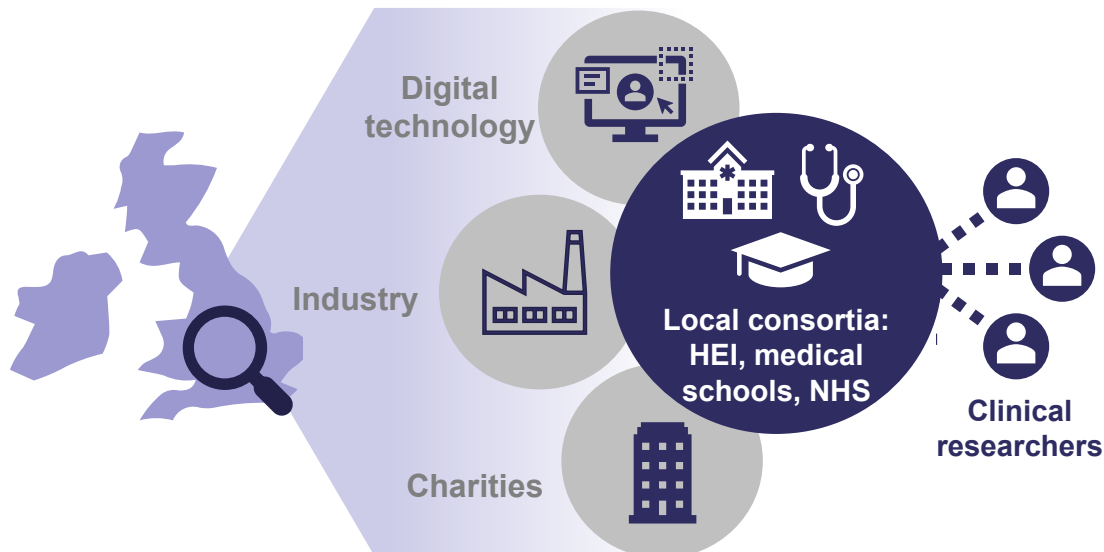 Digital
technology
Industry
Charities
Local consortia:
HEI, medical
schools, NHS
Clinical
researchers